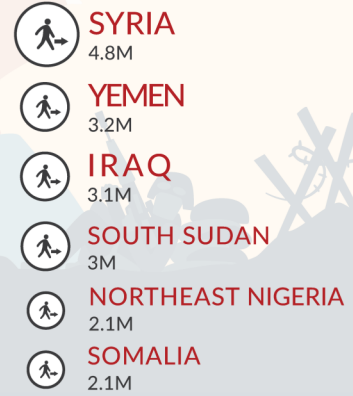 SYRIA
4.8M
YEMEN
3.2M
IRAQ
3.1M
SOUTH SUDAN
3M
NORTHEAST NIGERIA
2.1M
SOMALIA
2.1M